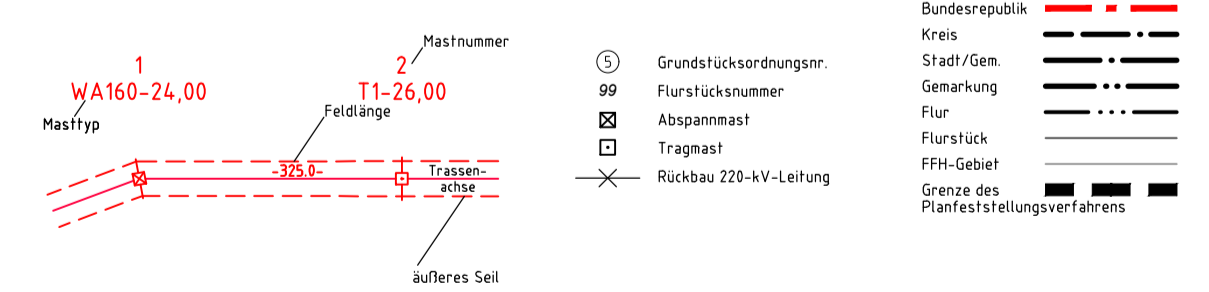 Mastnummer
1
2
WA160-24,00
T1-26,00
Feldlänge
Masttyp
-325.0-
Trassen-
achse
äußeres Seil
5 Grundstücksordnungsnr.
99 Flurstücksnummer
Abspannmast
Tragmast
Rückbau 220-kV-Leitung
Bundesrepublik
Kreis
Stadt/Gem.
Gemarkung
Flur
Flurstück
FFH-Gebiet
Grenze des
Planfeststellungsverfahrens